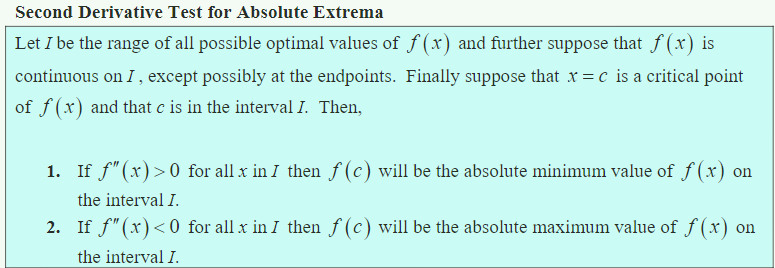 Second Derivative Test for Absolute Extrema
Let I be the range of all possible optimal values of f(x) and further suppose that f(x) is
continuous on I, except possibly at the endpoints. Finally suppose that x = c is a critical point
of f(x) and that c is in the interval I. Then,
1. If f″(x) > 0 for all x in I then f(c) will be the absolute minimum value of f(x) on
the interval I.
2. If f″(x) < 0 for all x in I then f(c) will be the absolute maximum value of f(x) on
the interval I.